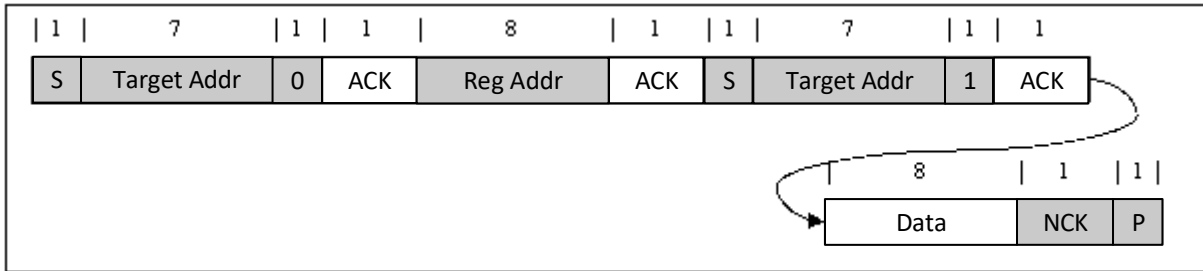 | 1 | 7 | 1 | 1 | 8 | 1 | 1 | 7 | 1 | 1
S Target Addr 0 ACK Reg Addr ACK S Target Addr 1 ACK
| 8 | 1 | 1 |
Data NCK P